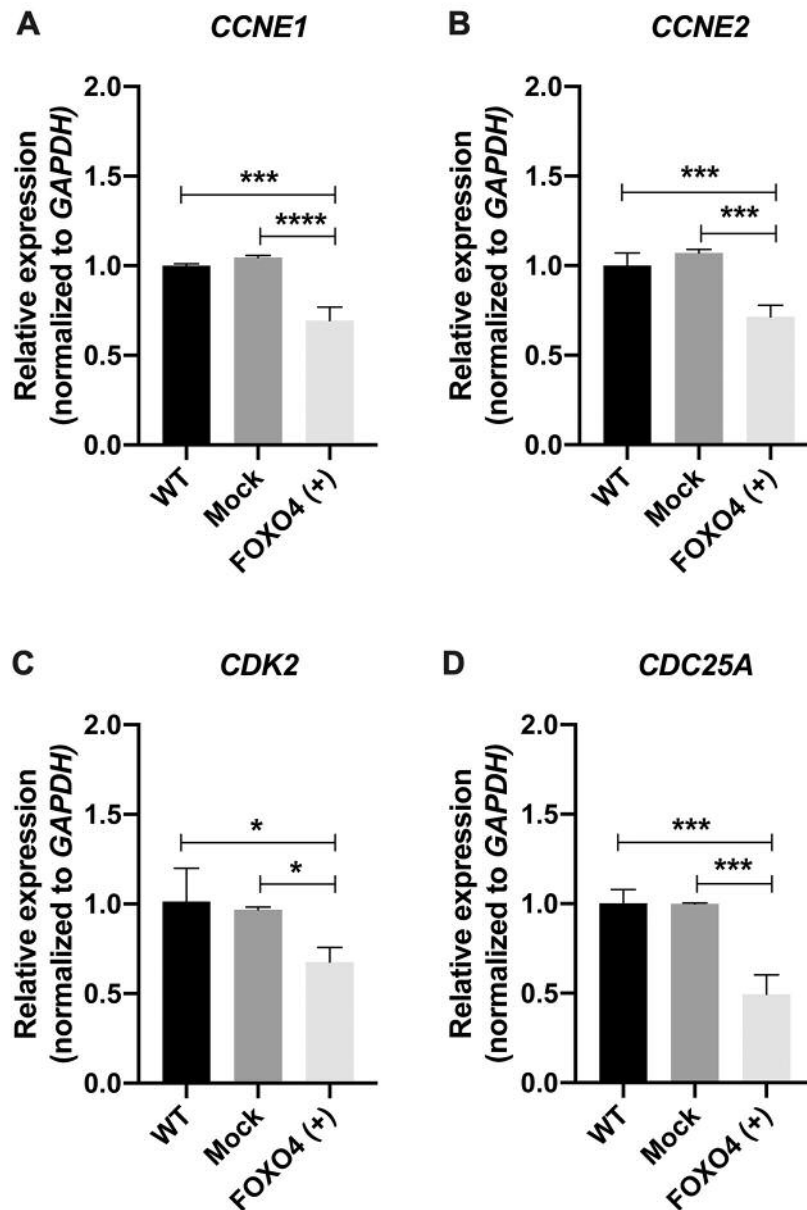 A
CCNE1
Relative expression
(normalized to GAPDH)
2.0
1.5
1.0
0.5
0.0
***
****
WT
Mock
FOXO4 (+)
B
CCNE2
Relative expression
(normalized to GAPDH)
2.0
1.5
1.0
0.5
0.0
***
***
WT
Mock
FOXO4 (+)
C
CDK2
Relative expression
(normalized to GAPDH)
2.0
1.5
1.0
0.5
0.0
*
*
WT
Mock
FOXO4 (+)
D
CDC25A
Relative expression
(normalized to GAPDH)
2.0
1.5
1.0
0.5
0.0
***
***
WT
Mock
FOXO4 (+)